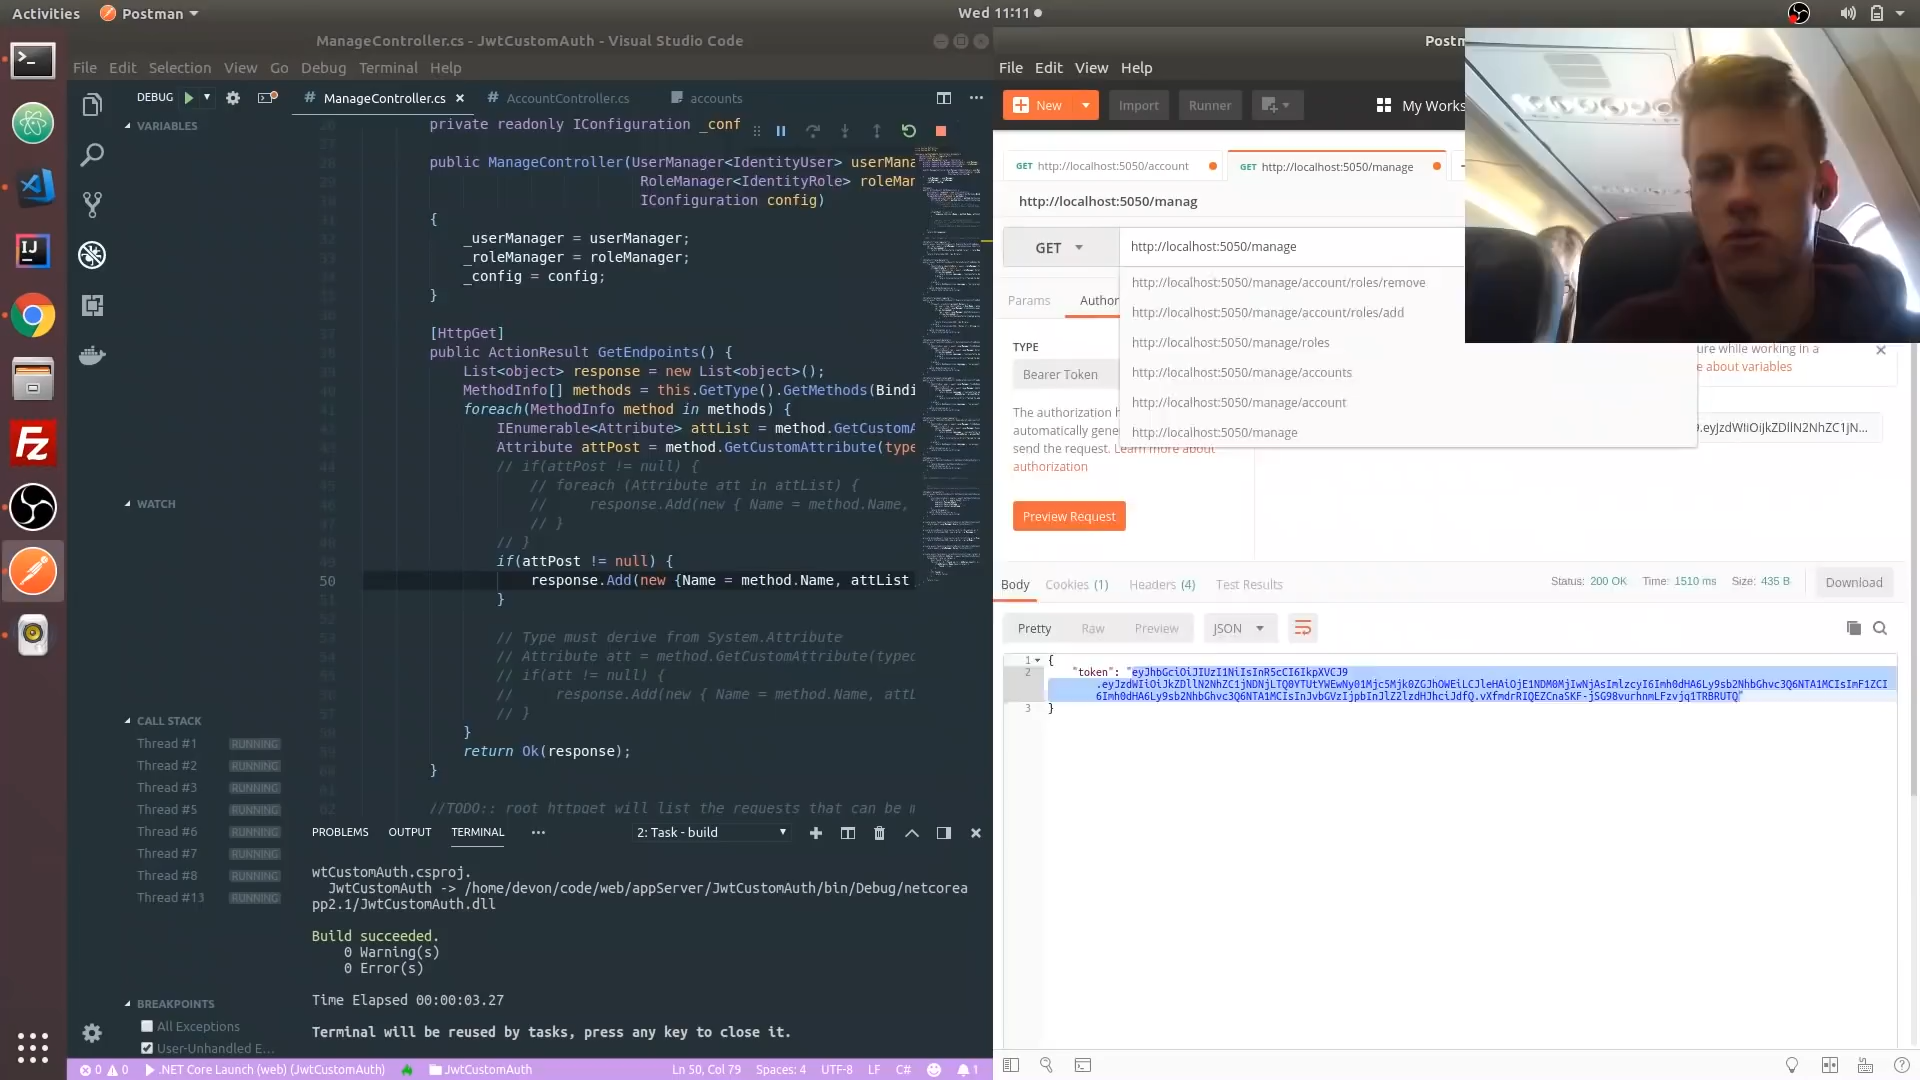 Activities
Postman
Wed 11:11
ManageController.cs - JwtCustomAuth - Visual Studio Code
File Edit Selection View Go Debug Terminal Help
DEBUG
# ManageController.cs ×
# AccountController.cs
accounts
VARIABLES
WATCH
CALL STACK
Thread #1 RUNNING
Thread #2 RUNNING
Thread #3 RUNNING
Thread #5 RUNNING
Thread #6 RUNNING
Thread #7 RUNNING
Thread #8 RUNNING
Thread #13 RUNNING
BREAKPOINTS
All Exceptions
User-Unhandled E...
private readonly IConfiguration _conf
public ManageController(UserManager<IdentityUser> userMana
RoleManager<IdentityRole> roleMan
IConfiguration config)
{
_userManager = userManager;
_roleManager = roleManager;
_config = config;
}
[HttpGet]
public ActionResult GetEndpoints() {
List<object> response = new List<object>();
MethodInfo[] methods = this.GetType().GetMethods(Bindi
foreach(MethodInfo method in methods) {
IEnumerable<Attribute> attList = method.GetCustomA
Attribute attPost = method.GetCustomAttribute(type
// if(attPost != null) {
// foreach (Attribute att in attList) {
// response.Add(new { Name = method.Name,
// }
// }
if(attPost != null) {
50 response.Add(new {Name = method.Name, attList
}
// Type must derive from System.Attribute
// Attribute att = method.GetCustomAttribute(typeo
// if(att != null) {
// response.Add(new { Name = method.Name, attL
// }
}
return Ok(response);
}
//TODO:: root httpget will list the requests that can be m
PROBLEMS OUTPUT TERMINAL ••• 2: Task - build
wtCustomAuth.csproj.
JwtCustomAuth -> /home/devon/code/web/appServer/JwtCustomAuth/bin/Debug/netcorea
pp2.1/JwtCustomAuth.dll
Build succeeded.
0 Warning(s)
0 Error(s)
Time Elapsed 00:00:03.27
Terminal will be reused by tasks, press any key to close it.
0 0 .NET Core Launch (web) (JwtCustomAuth) JwtCustomAuth Ln 50, Col 79 Spaces: 4 UTF-8 LF C# 1
Postm
File Edit View Help
New Import Runner My Works
GET http://localhost:5050/account
GET http://localhost:5050/manage
http://localhost:5050/manag
GET http://localhost:5050/manage
http://localhost:5050/manage/account/roles/remove
http://localhost:5050/manage/account/roles/add
http://localhost:5050/manage/roles
http://localhost:5050/manage/accounts
http://localhost:5050/manage/account
http://localhost:5050/manage
Params Author
TYPE
Bearer Token
The authorization h
automatically gene
send the request. Learn more about
authorization
ure while working in a
e about variables
Preview Request
Body Cookies (1) Headers (4) Test Results
Status: 200 OK Time: 1510 ms Size: 435 B
Download
Pretty Raw Preview JSON
1 {
2 "token": "eyJhbGciOiJIUzI1NiIsInR5cCI6IkpXVCJ9
3 }